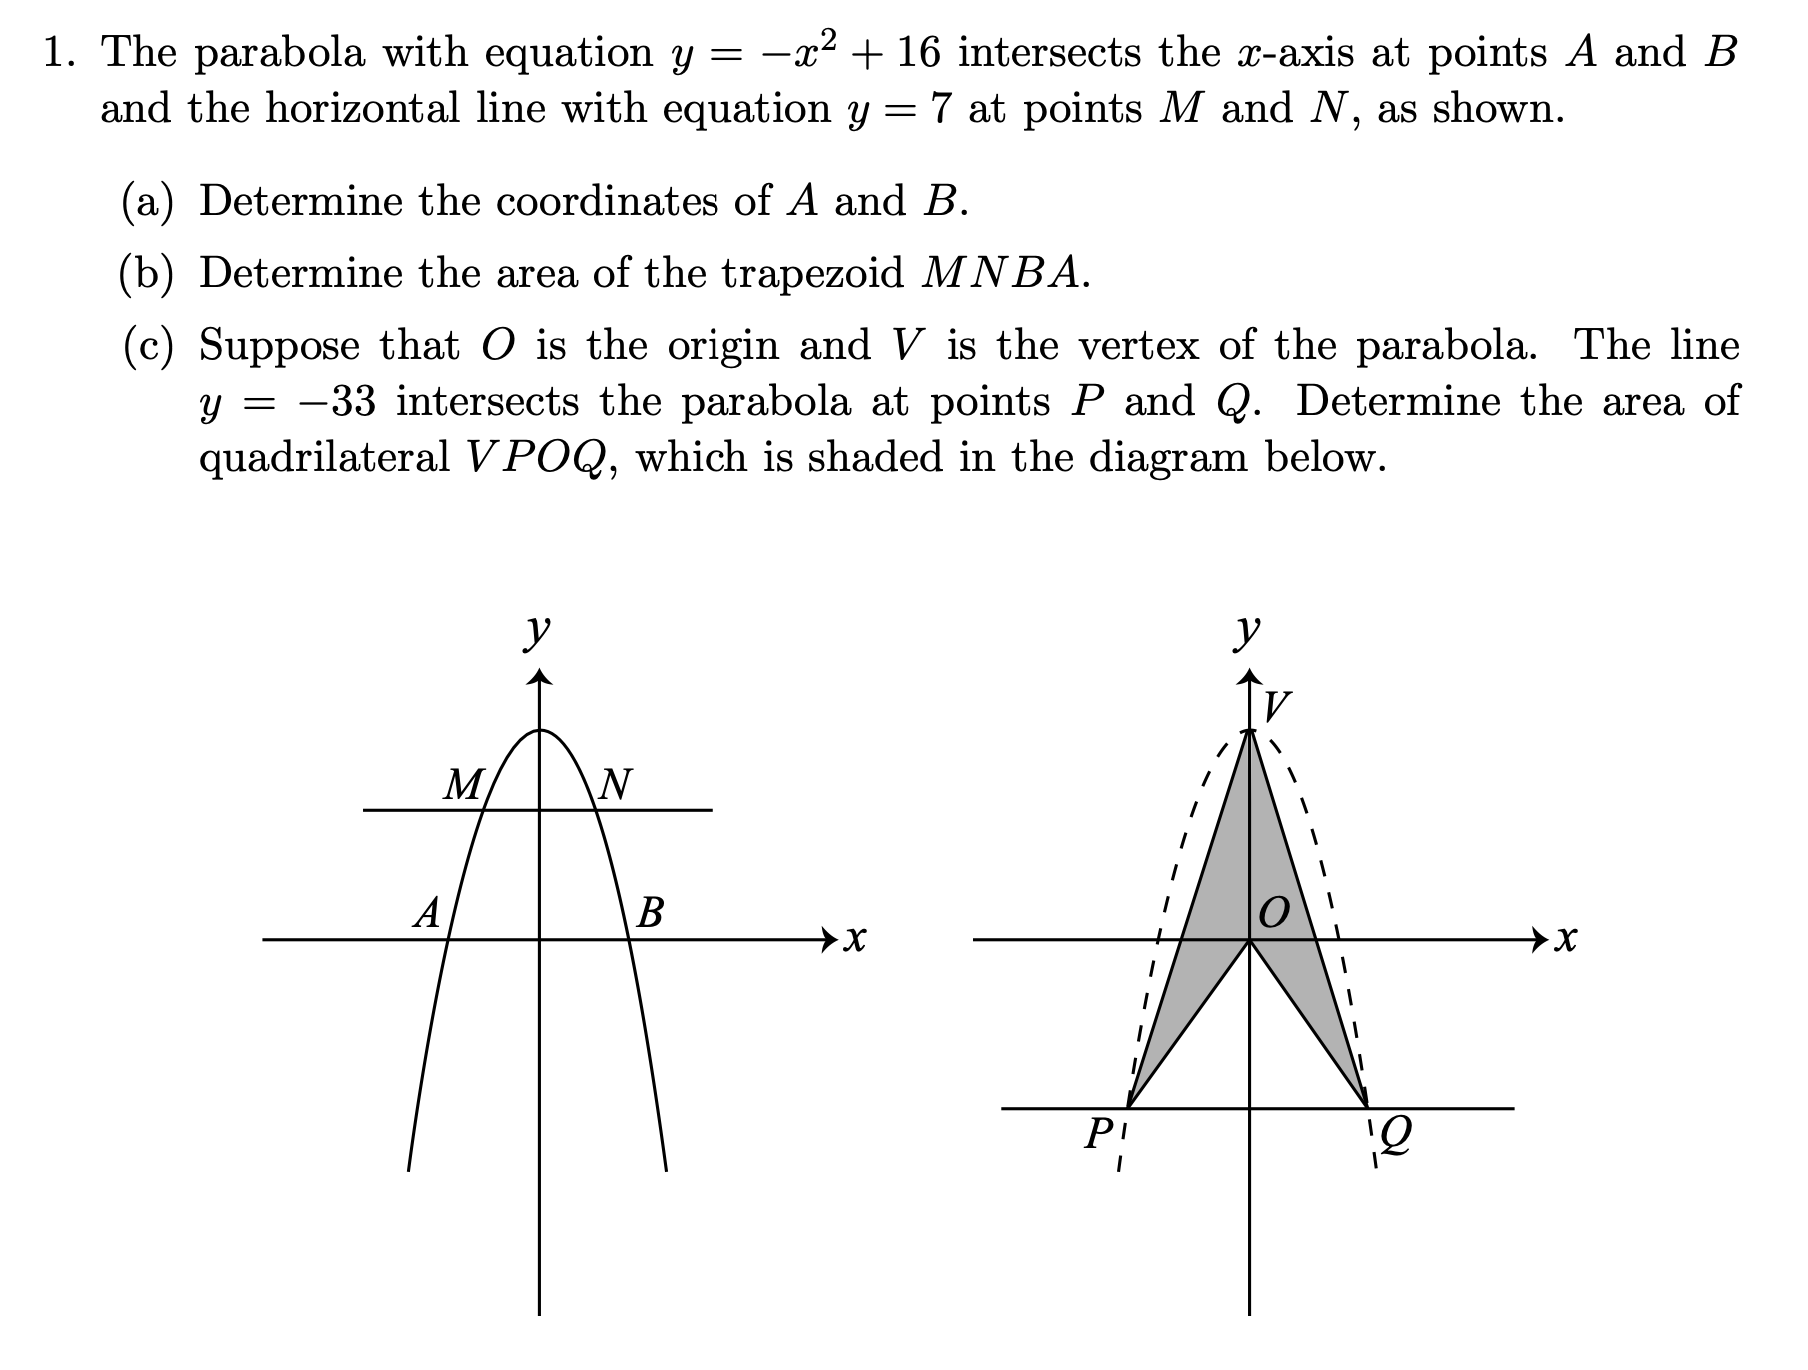 1. The parabola with equation y = −x² + 16 intersects the x-axis at points A and B
and the horizontal line with equation y = 7 at points M and N, as shown.
(a) Determine the coordinates of A and B.
(b) Determine the area of the trapezoid MNBA.
(c) Suppose that O is the origin and V is the vertex of the parabola. The line
y = −33 intersects the parabola at points P and Q. Determine the area of
quadrilateral VPOQ, which is shaded in the diagram below.
y
M N
A B
x
y
V
O
x
P Q